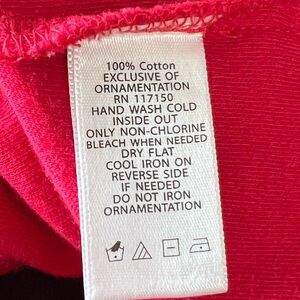 100% Cotton
EXCLUSIVE OF
ORNAMENTATION
RN 117150
HAND WASH COLD
INSIDE OUT
ONLY NON-CHLORINE
BLEACH WHEN NEEDED
DRY FLAT
COOL IRON ON
REVERSE SIDE
IF NEEDED
DO NOT IRON
ORNAMENTATION